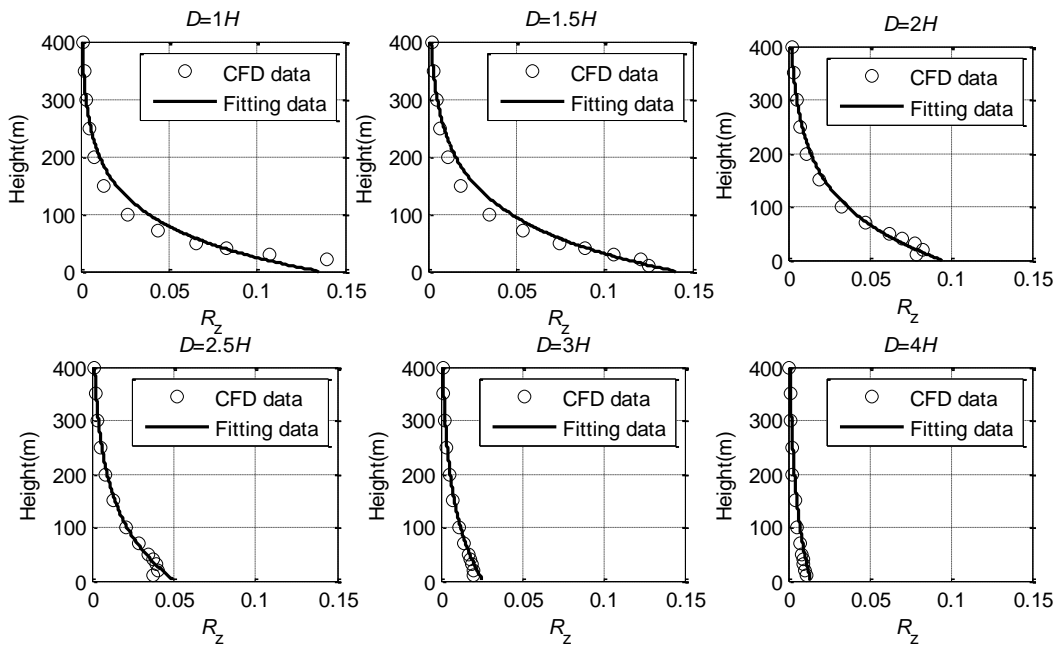 D=1H
D=1.5H
D=2H
400
300
200
100
0
Height(m)
CFD data
Fitting data
0
0.05
0.1
0.15
Rz
400
300
200
100
0
Height(m)
CFD data
Fitting data
0
0.05
0.1
0.15
Rz
400
300
200
100
0
Height(m)
CFD data
Fitting data
0
0.05
0.1
0.15
Rz
D=2.5H
D=3H
D=4H
400
300
200
100
0
Height(m)
CFD data
Fitting data
0
0.05
0.1
0.15
Rz
400
300
200
100
0
Height(m)
CFD data
Fitting data
0
0.05
0.1
0.15
Rz
400
300
200
100
0
Height(m)
CFD data
Fitting data
0
0.05
0.1
0.15
Rz